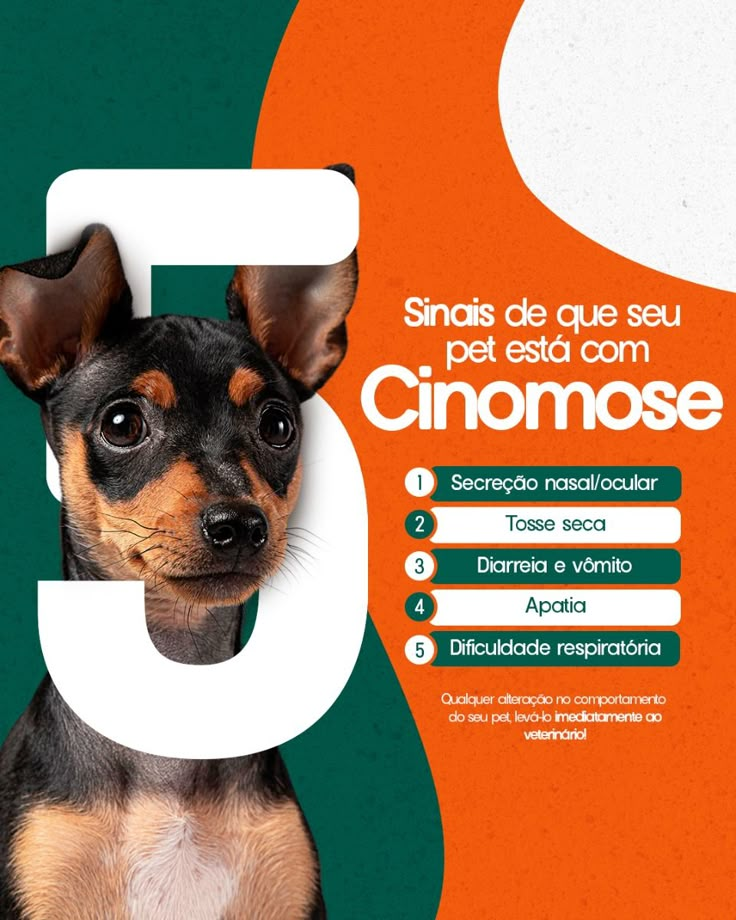 5
Sinais de que seu
pet está com
Cinomose
1 Secreção nasal/ocular
2 Tosse seca
3 Diarreia e vômito
4 Apatia
5 Dificuldade respiratória
Qualquer alteração no comportamento
do seu pet, levá-lo imediatamente ao
veterinário!